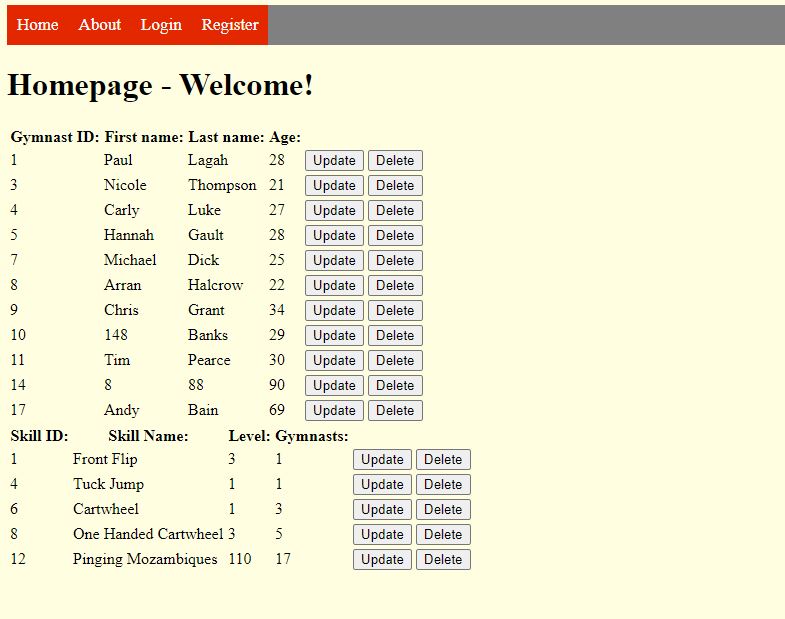 Home About Login Register
Homepage - Welcome!
Gymnast ID: First name: Last name: Age:
1 Paul Lagah 28 Update Delete
3 Nicole Thompson 21 Update Delete
4 Carly Luke 27 Update Delete
5 Hannah Gault 28 Update Delete
7 Michael Dick 25 Update Delete
8 Arran Halcrow 22 Update Delete
9 Chris Grant 34 Update Delete
10 148 Banks 29 Update Delete
11 Tim Pearce 30 Update Delete
14 8 88 90 Update Delete
17 Andy Bain 69 Update Delete
Skill ID: Skill Name: Level: Gymnasts:
1 Front Flip 3 1 Update Delete
4 Tuck Jump 1 1 Update Delete
6 Cartwheel 1 3 Update Delete
8 One Handed Cartwheel 3 5 Update Delete
12 Pinging Mozambiques 110 17 Update Delete